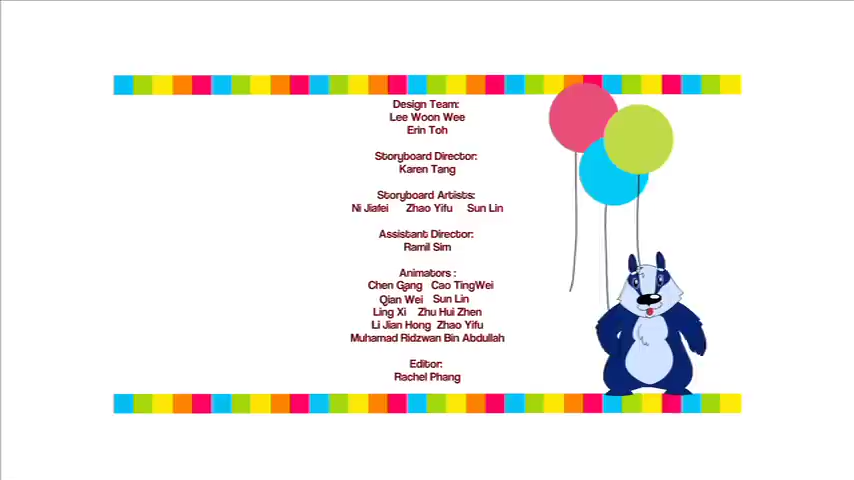 Design Team:
Lee Woon Wee
Erin Toh
Storyboard Director:
Karen Tang
Storyboard Artists:
Ni Jiafei Zhao Yifu Sun Lin
Assistant Director:
Ramil Sim
Animators :
Chen Gang Cao TingWei
Qian Wei Sun Lin
Ling Xi Zhu Hui Zhen
Li Jian Hong Zhao Yifu
Muhamad Ridzwan Bin Abdullah
Editor:
Rachel Phang